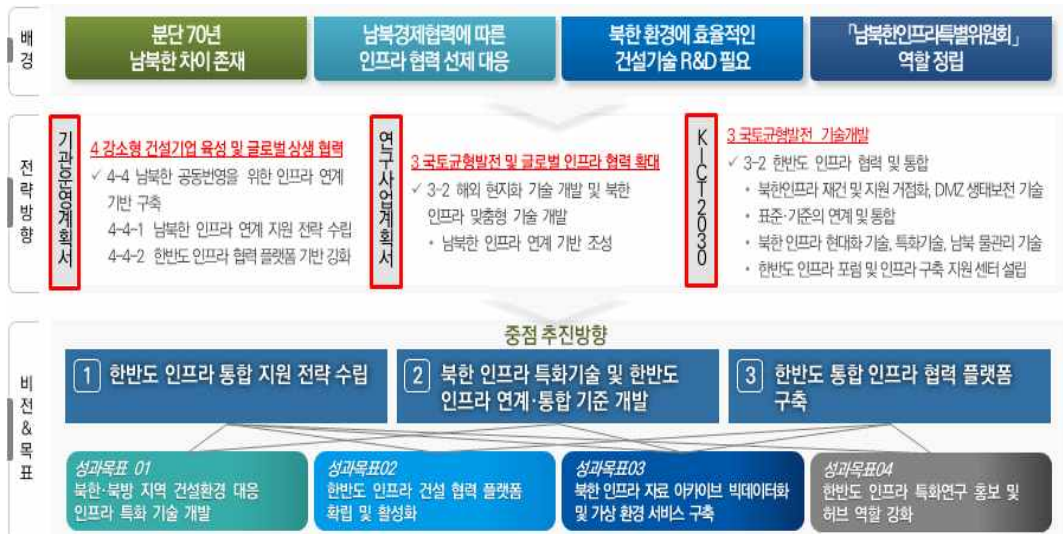 배경
분단 70년
남북한 차이 존재
남북경제협력에 따른
인프라 협력 선제 대응
북한 환경에 효율적인
건설기술 R&D 필요
「남북한인프라특별위원회」
역할 정립
전략방향
기관운영계획서
4 강소형 건설기업 육성 및 글로벌 상생 협력
✓ 4-4 남북한 공동번영을 위한 인프라 연계
기반 구축
4-4-1 남북한 인프라 연계 지원 전략 수립
4-4-2 한반도 인프라 협력 플랫폼 기반 강화
연구사업계획서
3 국토균형발전 및 글로벌 인프라 협력 확대
✓ 3-2 해외 현지화 기술 개발 및 북한
인프라 맞춤형 기술 개발
• 남북한 인프라 연계 기반 조성
KICT2030
3 국토균형발전 기술개발
✓ 3-2 한반도 인프라 협력 및 통합
• 북한인프라 재건 및 지원 거점화, DMZ 생태보전 기술
• 표준·기준의 연계 및 통합
• 북한 인프라 현대화 기술, 특화기술, 남북 물관리 기술
• 한반도 인프라 포럼 및 인프라 구축 지원 센터 설립
비전&목표
중점 추진방향
1 한반도 인프라 통합 지원 전략 수립
2 북한 인프라 특화기술 및 한반도
인프라 연계·통합 기준 개발
3 한반도 통합 인프라 협력 플랫폼
구축
성과목표 01
북한·북방 지역 건설환경 대응
인프라 특화 기술 개발
성과목표02
한반도 인프라 건설 협력 플랫폼
확립 및 활성화
성과목표03
북한 인프라 자료 아카이브 빅데이터화
및 가상 환경 서비스 구축
성과목표04
한반도 인프라 특화연구 홍보 및
허브 역할 강화